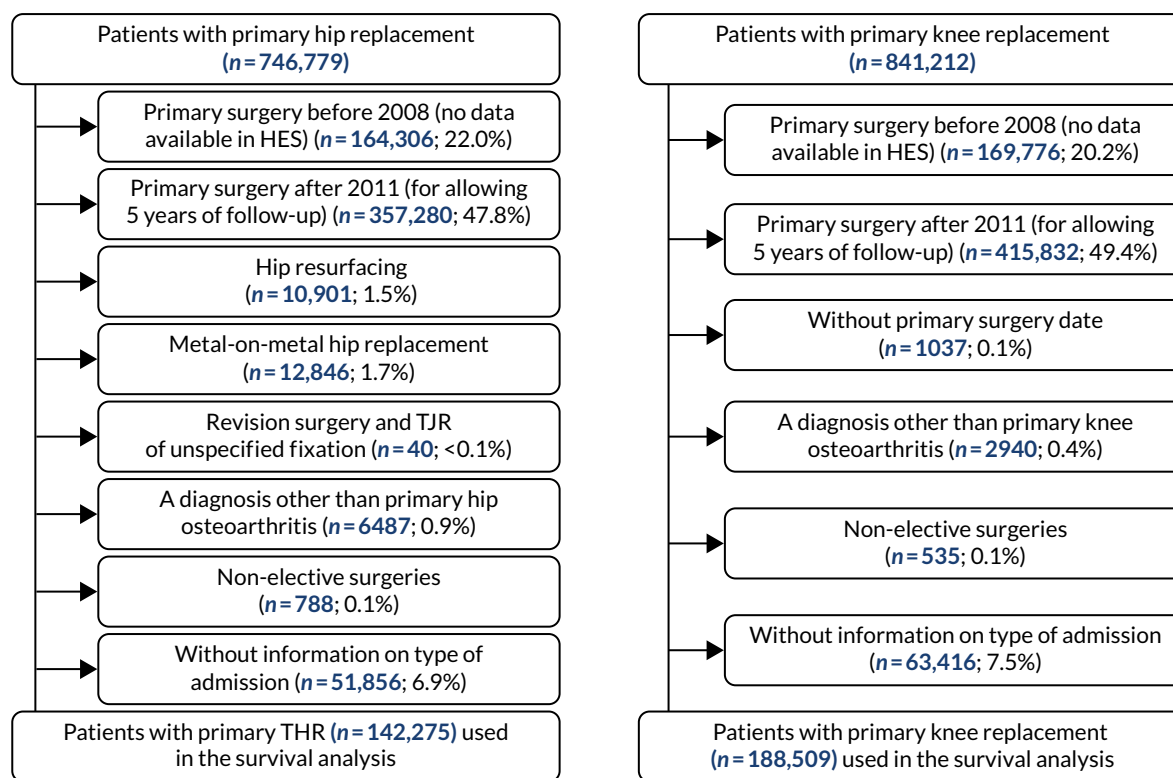 Patients with primary hip replacement
(n = 746,779)
Primary surgery before 2008 (no data
available in HES) (n = 164,306; 22.0%)
Primary surgery after 2011 (for allowing
5 years of follow-up) (n = 357,280; 47.8%)
Hip resurfacing
(n = 10,901; 1.5%)
Metal-on-metal hip replacement
(n = 12,846; 1.7%)
Revision surgery and TJR
of unspecified fixation (n = 40; <0.1%)
A diagnosis other than primary hip
osteoarthritis (n = 6487; 0.9%)
Non-elective surgeries
(n = 788; 0.1%)
Without information on type of
admission (n = 51,856; 6.9%)
Patients with primary THR (n = 142,275) used
in the survival analysis
Patients with primary knee replacement
(n = 841,212)
Primary surgery before 2008 (no data
available in HES) (n = 169,776; 20.2%)
Primary surgery after 2011 (for allowing
5 years of follow-up) (n = 415,832; 49.4%)
Without primary surgery date
(n = 1037; 0.1%)
A diagnosis other than primary knee
osteoarthritis (n = 2940; 0.4%)
Non-elective surgeries
(n = 535; 0.1%)
Without information on type of admission
(n = 63,416; 7.5%)
Patients with primary knee replacement
(n = 188,509) used in the survival analysis